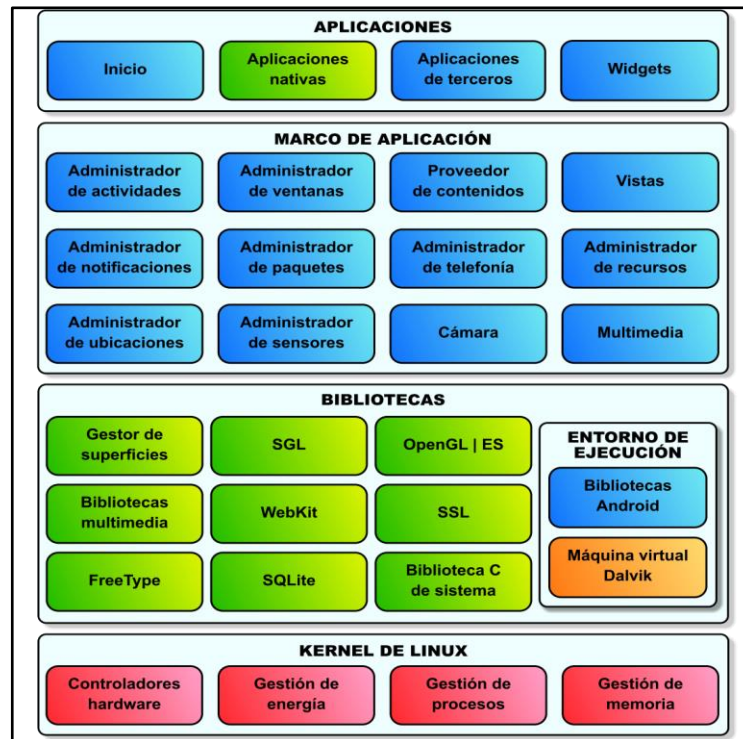 APLICACIONES
Inicio
Aplicaciones
nativas
Aplicaciones
de terceros
Widgets
MARCO DE APLICACIÓN
Administrador
de actividades
Administrador
de ventanas
Proveedor
de contenidos
Vistas
Administrador
de notificaciones
Administrador
de paquetes
Administrador
de telefonía
Administrador
de recursos
Administrador
de ubicaciones
Administrador
de sensores
Cámara
Multimedia
BIBLIOTECAS
Gestor de
superficies
SGL
OpenGL | ES
Bibliotecas
multimedia
WebKit
SSL
FreeType
SQLite
Biblioteca C
de sistema
ENTORNO DE
EJECUCIÓN
Bibliotecas
Android
Máquina virtual
Dalvik
KERNEL DE LINUX
Controladores
hardware
Gestión de
energía
Gestión de
procesos
Gestión de
memoria